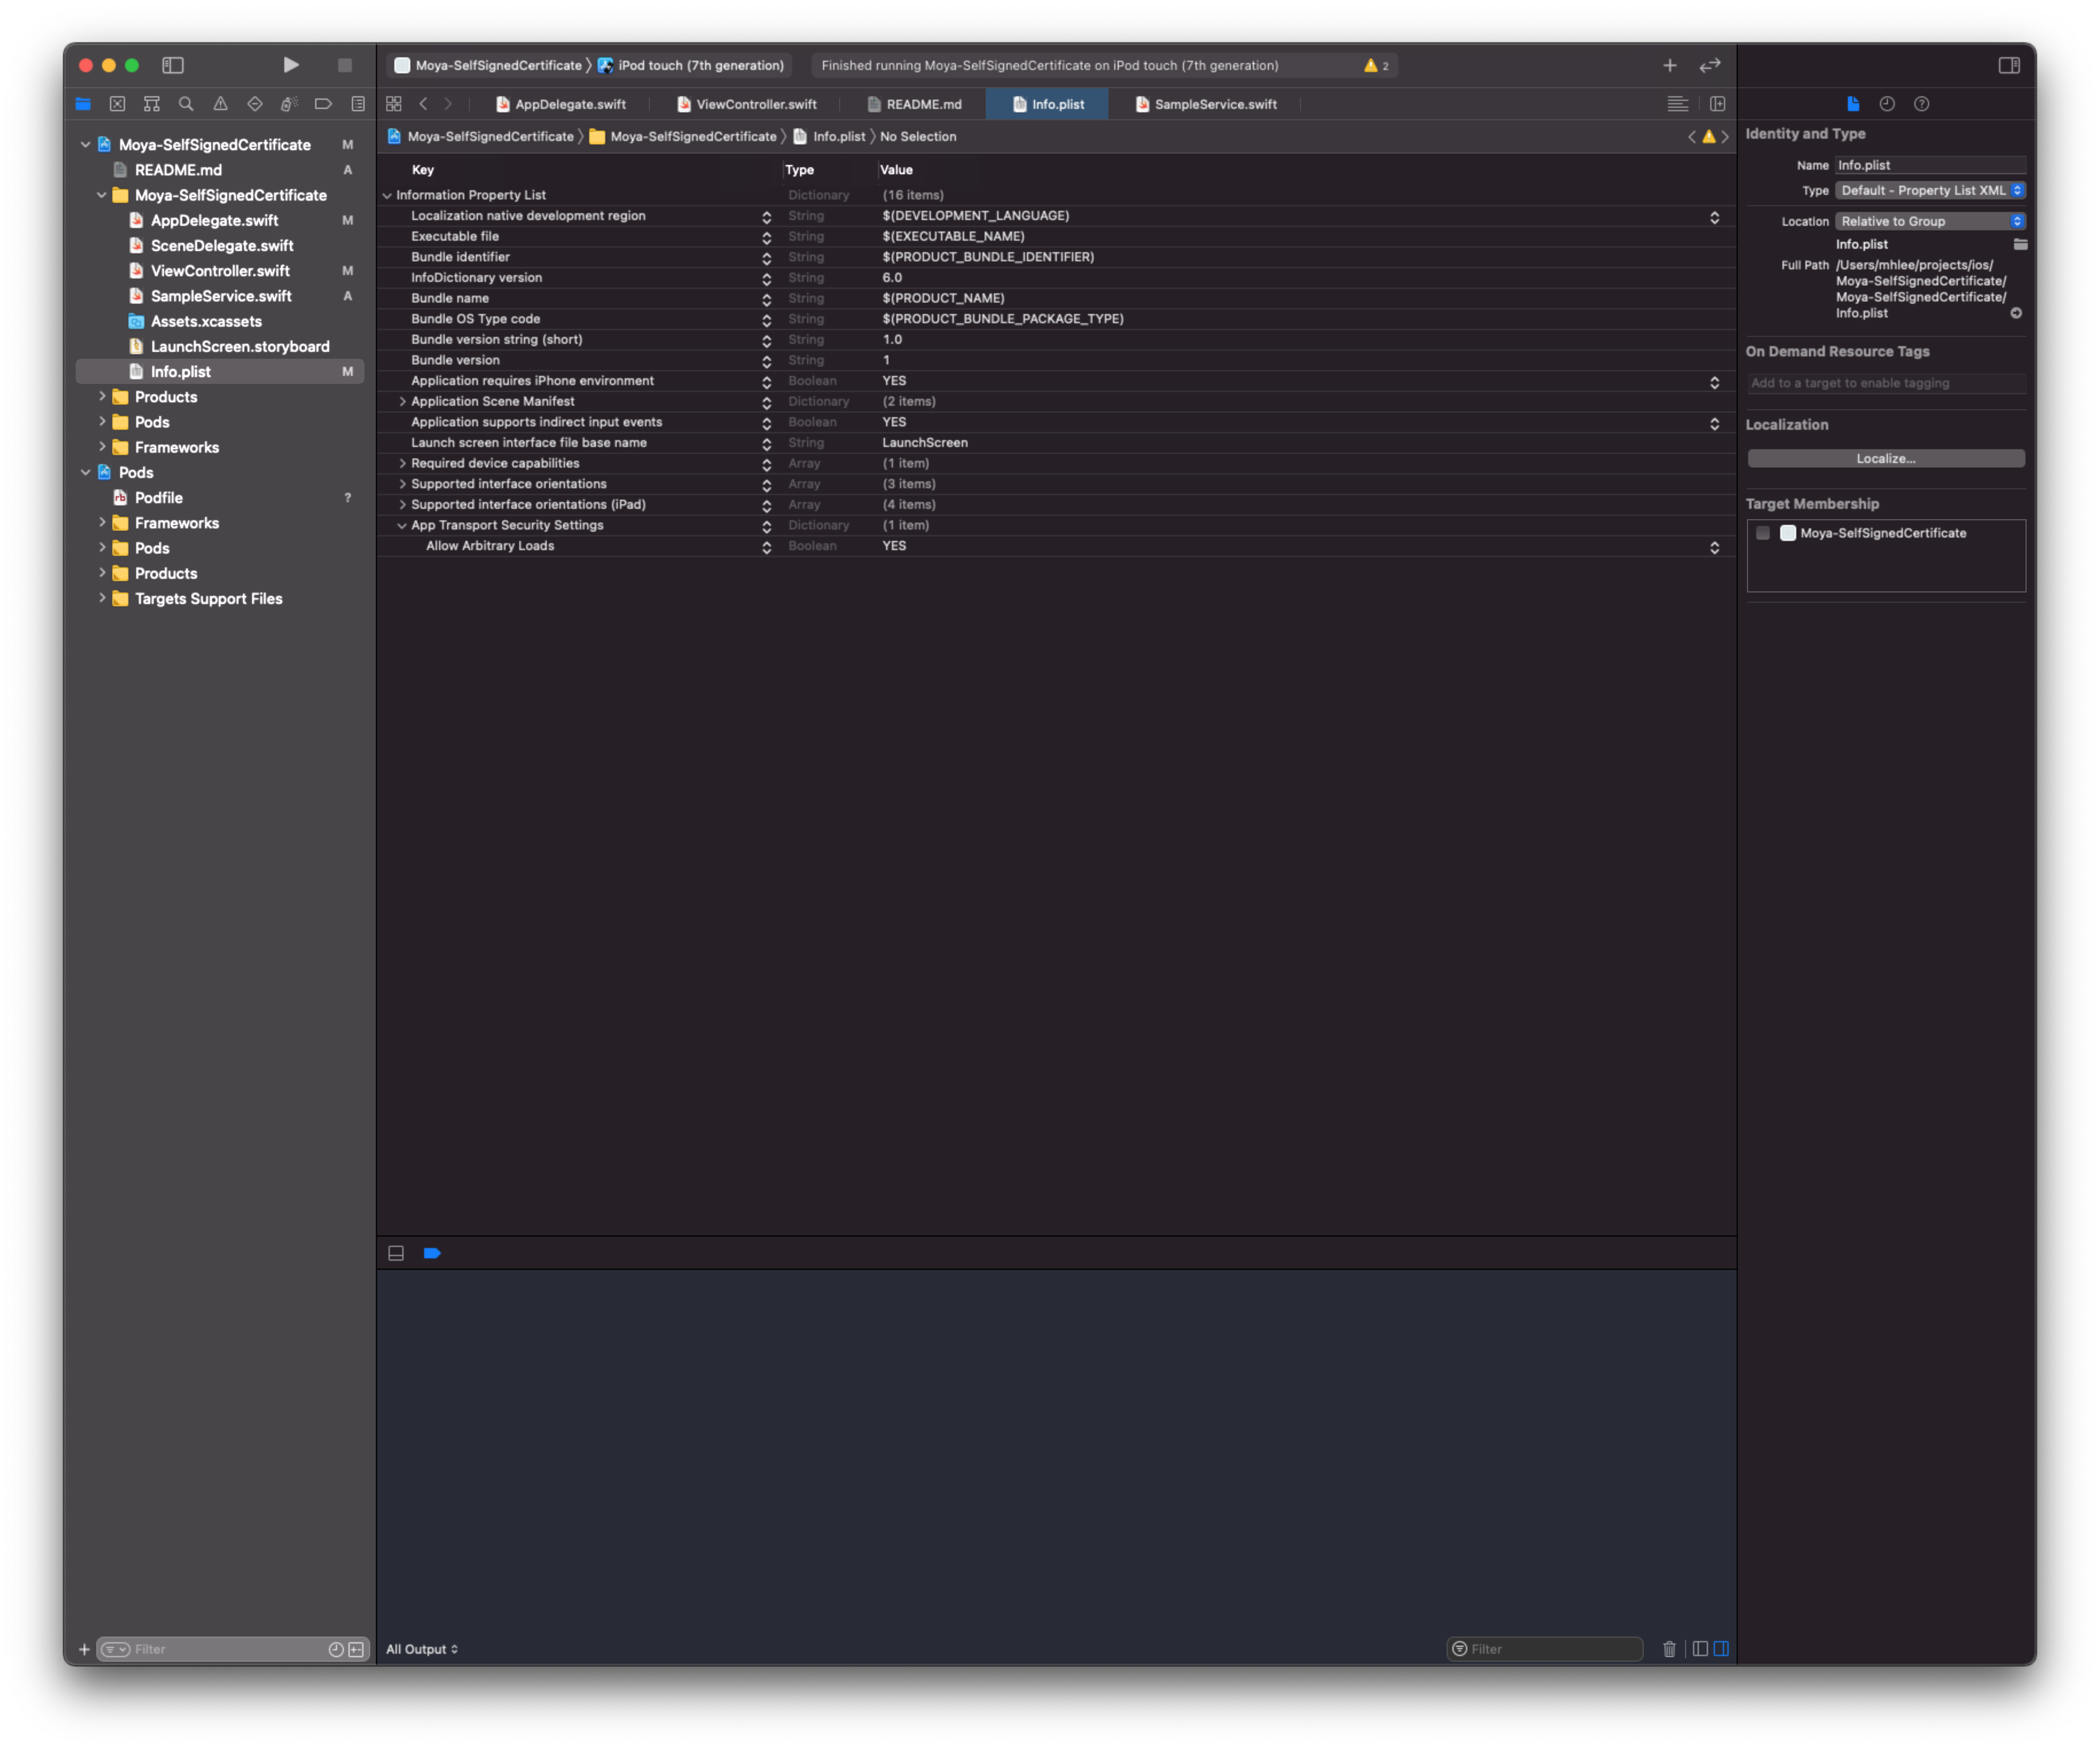 Moya-SelfSignedCertificate 〉 iPod touch (7th generation)
Finished running Moya-SelfSignedCertificate on iPod touch (7th generation)
2
AppDelegate.swift
ViewController.swift
README.md
Info.plist
SampleService.swift
Moya-SelfSignedCertificate 〉 Moya-SelfSignedCertificate 〉 Info.plist 〉 No Selection
Moya-SelfSignedCertificate M
README.md A
Moya-SelfSignedCertificate
AppDelegate.swift M
SceneDelegate.swift
ViewController.swift M
SampleService.swift A
Assets.xcassets
LaunchScreen.storyboard
Info.plist M
Products
Pods
Frameworks
Pods
Podfile ?
Frameworks
Pods
Products
Targets Support Files
Filter
Key Type Value
Information Property List Dictionary (16 items)
Localization native development region String $(DEVELOPMENT_LANGUAGE)
Executable file String $(EXECUTABLE_NAME)
Bundle identifier String $(PRODUCT_BUNDLE_IDENTIFIER)
InfoDictionary version String 6.0
Bundle name String $(PRODUCT_NAME)
Bundle OS Type code String $(PRODUCT_BUNDLE_PACKAGE_TYPE)
Bundle version string (short) String 1.0
Bundle version String 1
Application requires iPhone environment Boolean YES
Application Scene Manifest Dictionary (2 items)
Application supports indirect input events Boolean YES
Launch screen interface file base name String LaunchScreen
Required device capabilities Array (1 item)
Supported interface orientations Array (3 items)
Supported interface orientations (iPad) Array (4 items)
App Transport Security Settings Dictionary (1 item)
Allow Arbitrary Loads Boolean YES
All Output
Filter
Identity and Type
Name Info.plist
Type Default - Property List XML
Location Relative to Group
Info.plist
Full Path /Users/mhlee/projects/ios/
Moya-SelfSignedCertificate/
Moya-SelfSignedCertificate/
Info.plist
On Demand Resource Tags
Add to a target to enable tagging
Localization
Localize...
Target Membership
Moya-SelfSignedCertificate